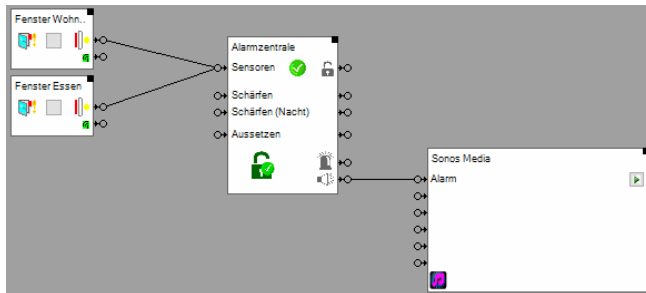 Fenster Wohn..
Fenster Essen
Alarmzentrale
Sensoren
Schärfen
Schärfen (Nacht)
Aussetzen
Sonos Media
Alarm